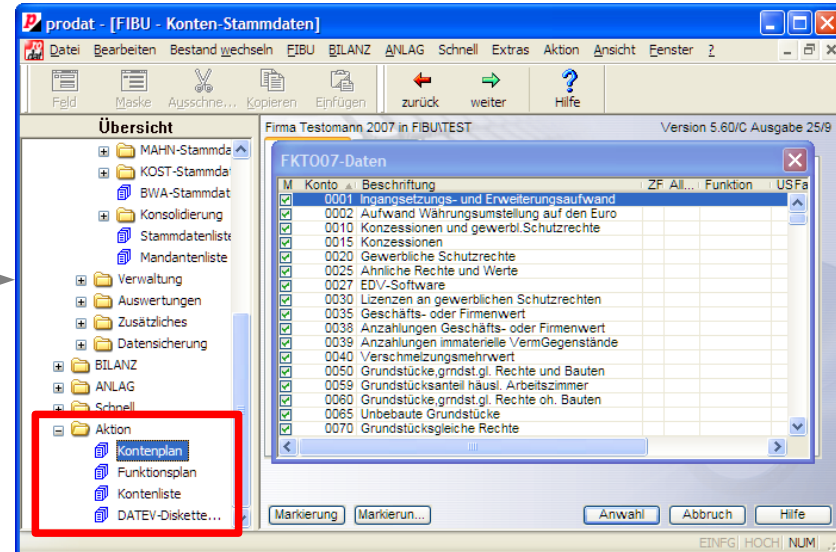 prodat - [FIBU - Konten-Stammdaten]
Datei Bearbeiten Bestand wechseln FIBU BILANZ ANLAG Schnell Extras Aktion Ansicht Fenster ?
Feld Maske Ausschne... Kopieren Einfügen zurück weiter Hilfe
Übersicht
Firma Testomann 2007 in FIBU\TEST Version 5.60/C Ausgabe 25/9
MAHN-Stammda
KOST-Stammda
BWA-Stammdat
Konsolidierung
Stammdatenliste
Mandantenliste
Verwaltung
Auswertungen
Zusätzliches
Datensicherung
BILANZ
ANLAG
Schnell
Aktion
Kontenplan
Funktionsplan
Kontenliste
DATEV-Diskette...
FKT007-Daten
M Konto Beschriftung ZF All... Funktion USFa
0001 Ingangsetzungs- und Erweiterungsaufwand
0002 Aufwand Währungsumstellung auf den Euro
0010 Konzessionen und gewerbl.Schutzrechte
0015 Konzessionen
0020 Gewerbliche Schutzrechte
0025 Ähnliche Rechte und Werte
0027 EDV-Software
0030 Lizenzen an gewerblichen Schutzrechten
0035 Geschäfts- oder Firmenwert
0038 Anzahlungen Geschäfts- oder Firmenwert
0039 Anzahlungen immaterielle VermGegenstände
0040 Verschmelzungsmehrwert
0050 Grundstücke,grndst.gl. Rechte und Bauten
0059 Grundstücksanteil häusl. Arbeitszimmer
0060 Grundstücke,grndst.gl. Rechte oh. Bauten
0065 Unbebaute Grundstücke
0070 Grundstücksgleiche Rechte
Markierung Markierun... Anwahl Abbruch Hilfe
EINFG HOCH NUM